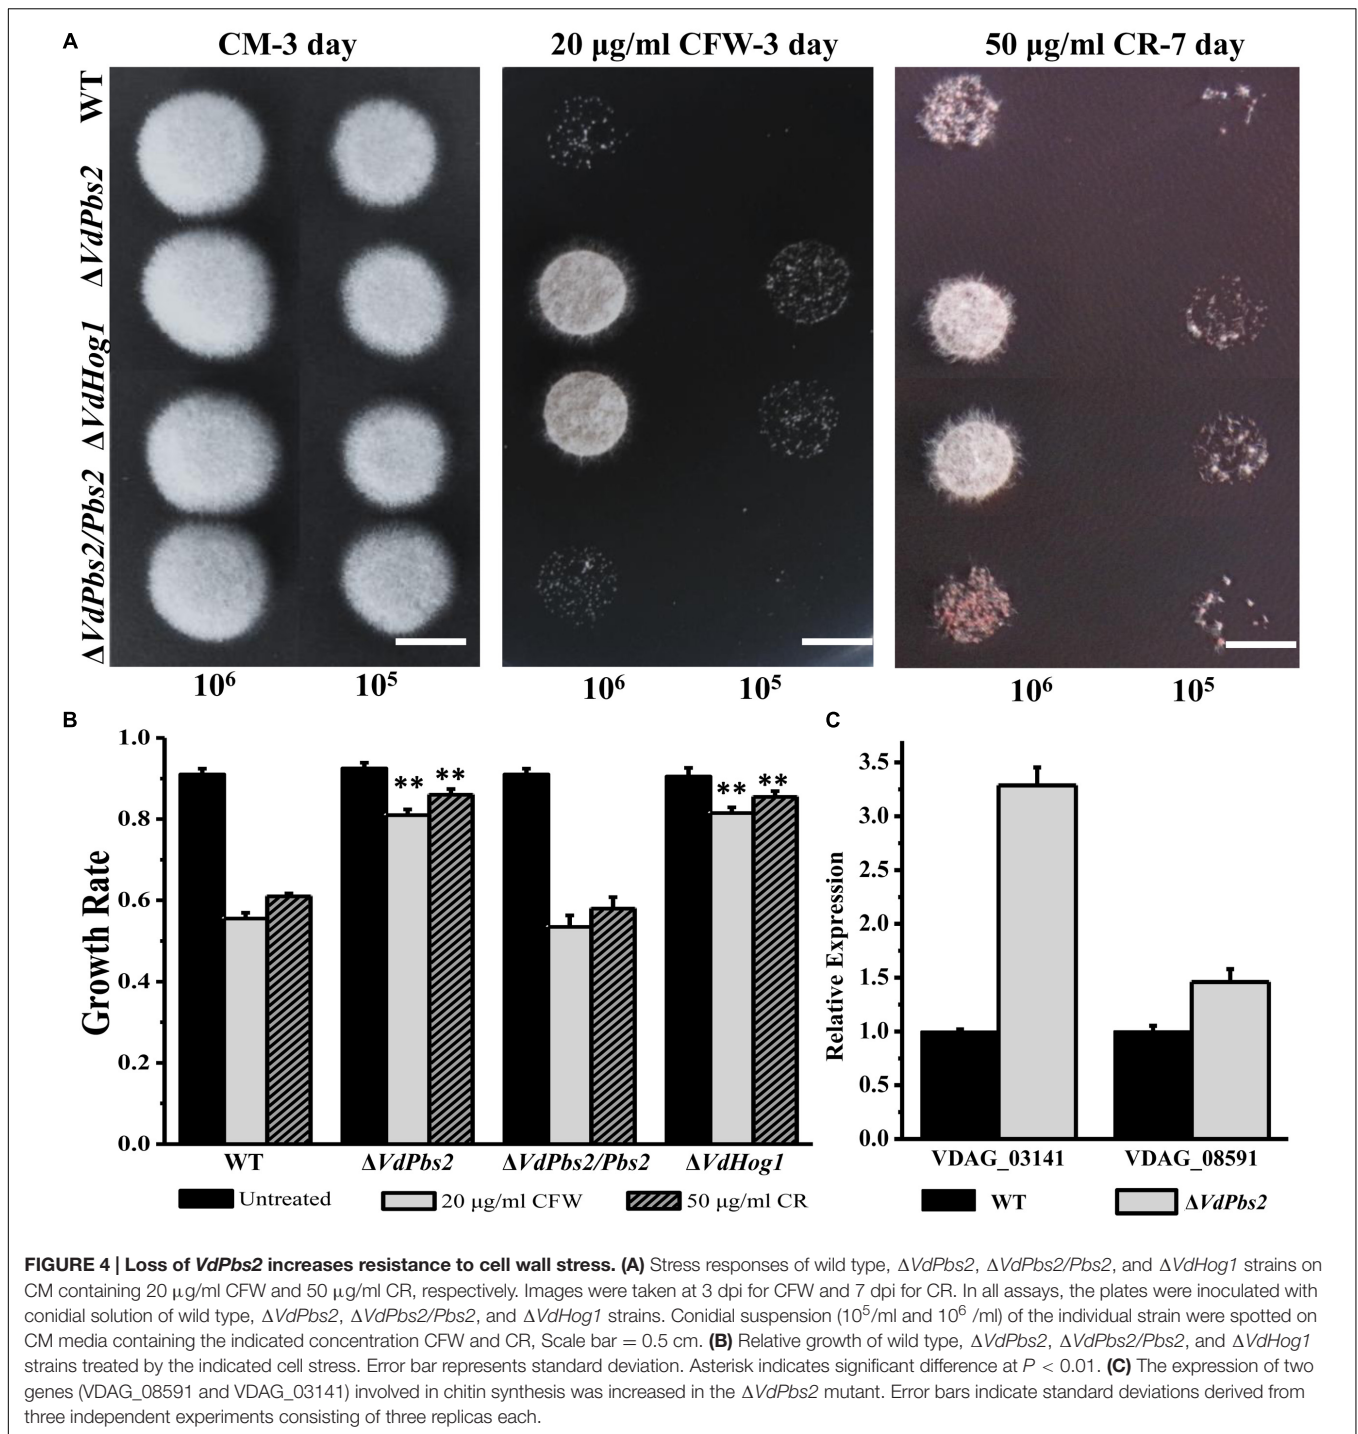 A
CM-3 day
20 μg/ml CFW-3 day
50 μg/ml CR-7 day
WT
ΔVdPbs2
ΔVdHog1
ΔVdPbs2/Pbs2
10⁶
10⁵
10⁶
10⁵
10⁶
10⁵
B
Growth Rate
1.0
0.8
0.6
0.4
0.2
0.0
**
**
**
**
WT
ΔVdPbs2
ΔVdPbs2/Pbs2
ΔVdHog1
Untreated
20 μg/ml CFW
50 μg/ml CR
C
Relative Expression
3.5
3.0
2.5
2.0
1.5
1.0
0.5
0.0
VDAG_03141
VDAG_08591
WT
ΔVdPbs2
FIGURE 4 | Loss of VdPbs2 increases resistance to cell wall stress. (A) Stress responses of wild type, ΔVdPbs2, ΔVdPbs2/Pbs2, and ΔVdHog1 strains on
CM containing 20 μg/ml CFW and 50 μg/ml CR, respectively. Images were taken at 3 dpi for CFW and 7 dpi for CR. In all assays, the plates were inoculated with
conidial solution of wild type, ΔVdPbs2, ΔVdPbs2/Pbs2, and ΔVdHog1 strains. Conidial suspension (10⁵/ml and 10⁶ /ml) of the individual strain were spotted on
CM media containing the indicated concentration CFW and CR, Scale bar = 0.5 cm. (B) Relative growth of wild type, ΔVdPbs2, ΔVdPbs2/Pbs2, and ΔVdHog1
strains treated by the indicated cell stress. Error bar represents standard deviation. Asterisk indicates significant difference at P < 0.01. (C) The expression of two
genes (VDAG_08591 and VDAG_03141) involved in chitin synthesis was increased in the ΔVdPbs2 mutant. Error bars indicate standard deviations derived from
three independent experiments consisting of three replicas each.